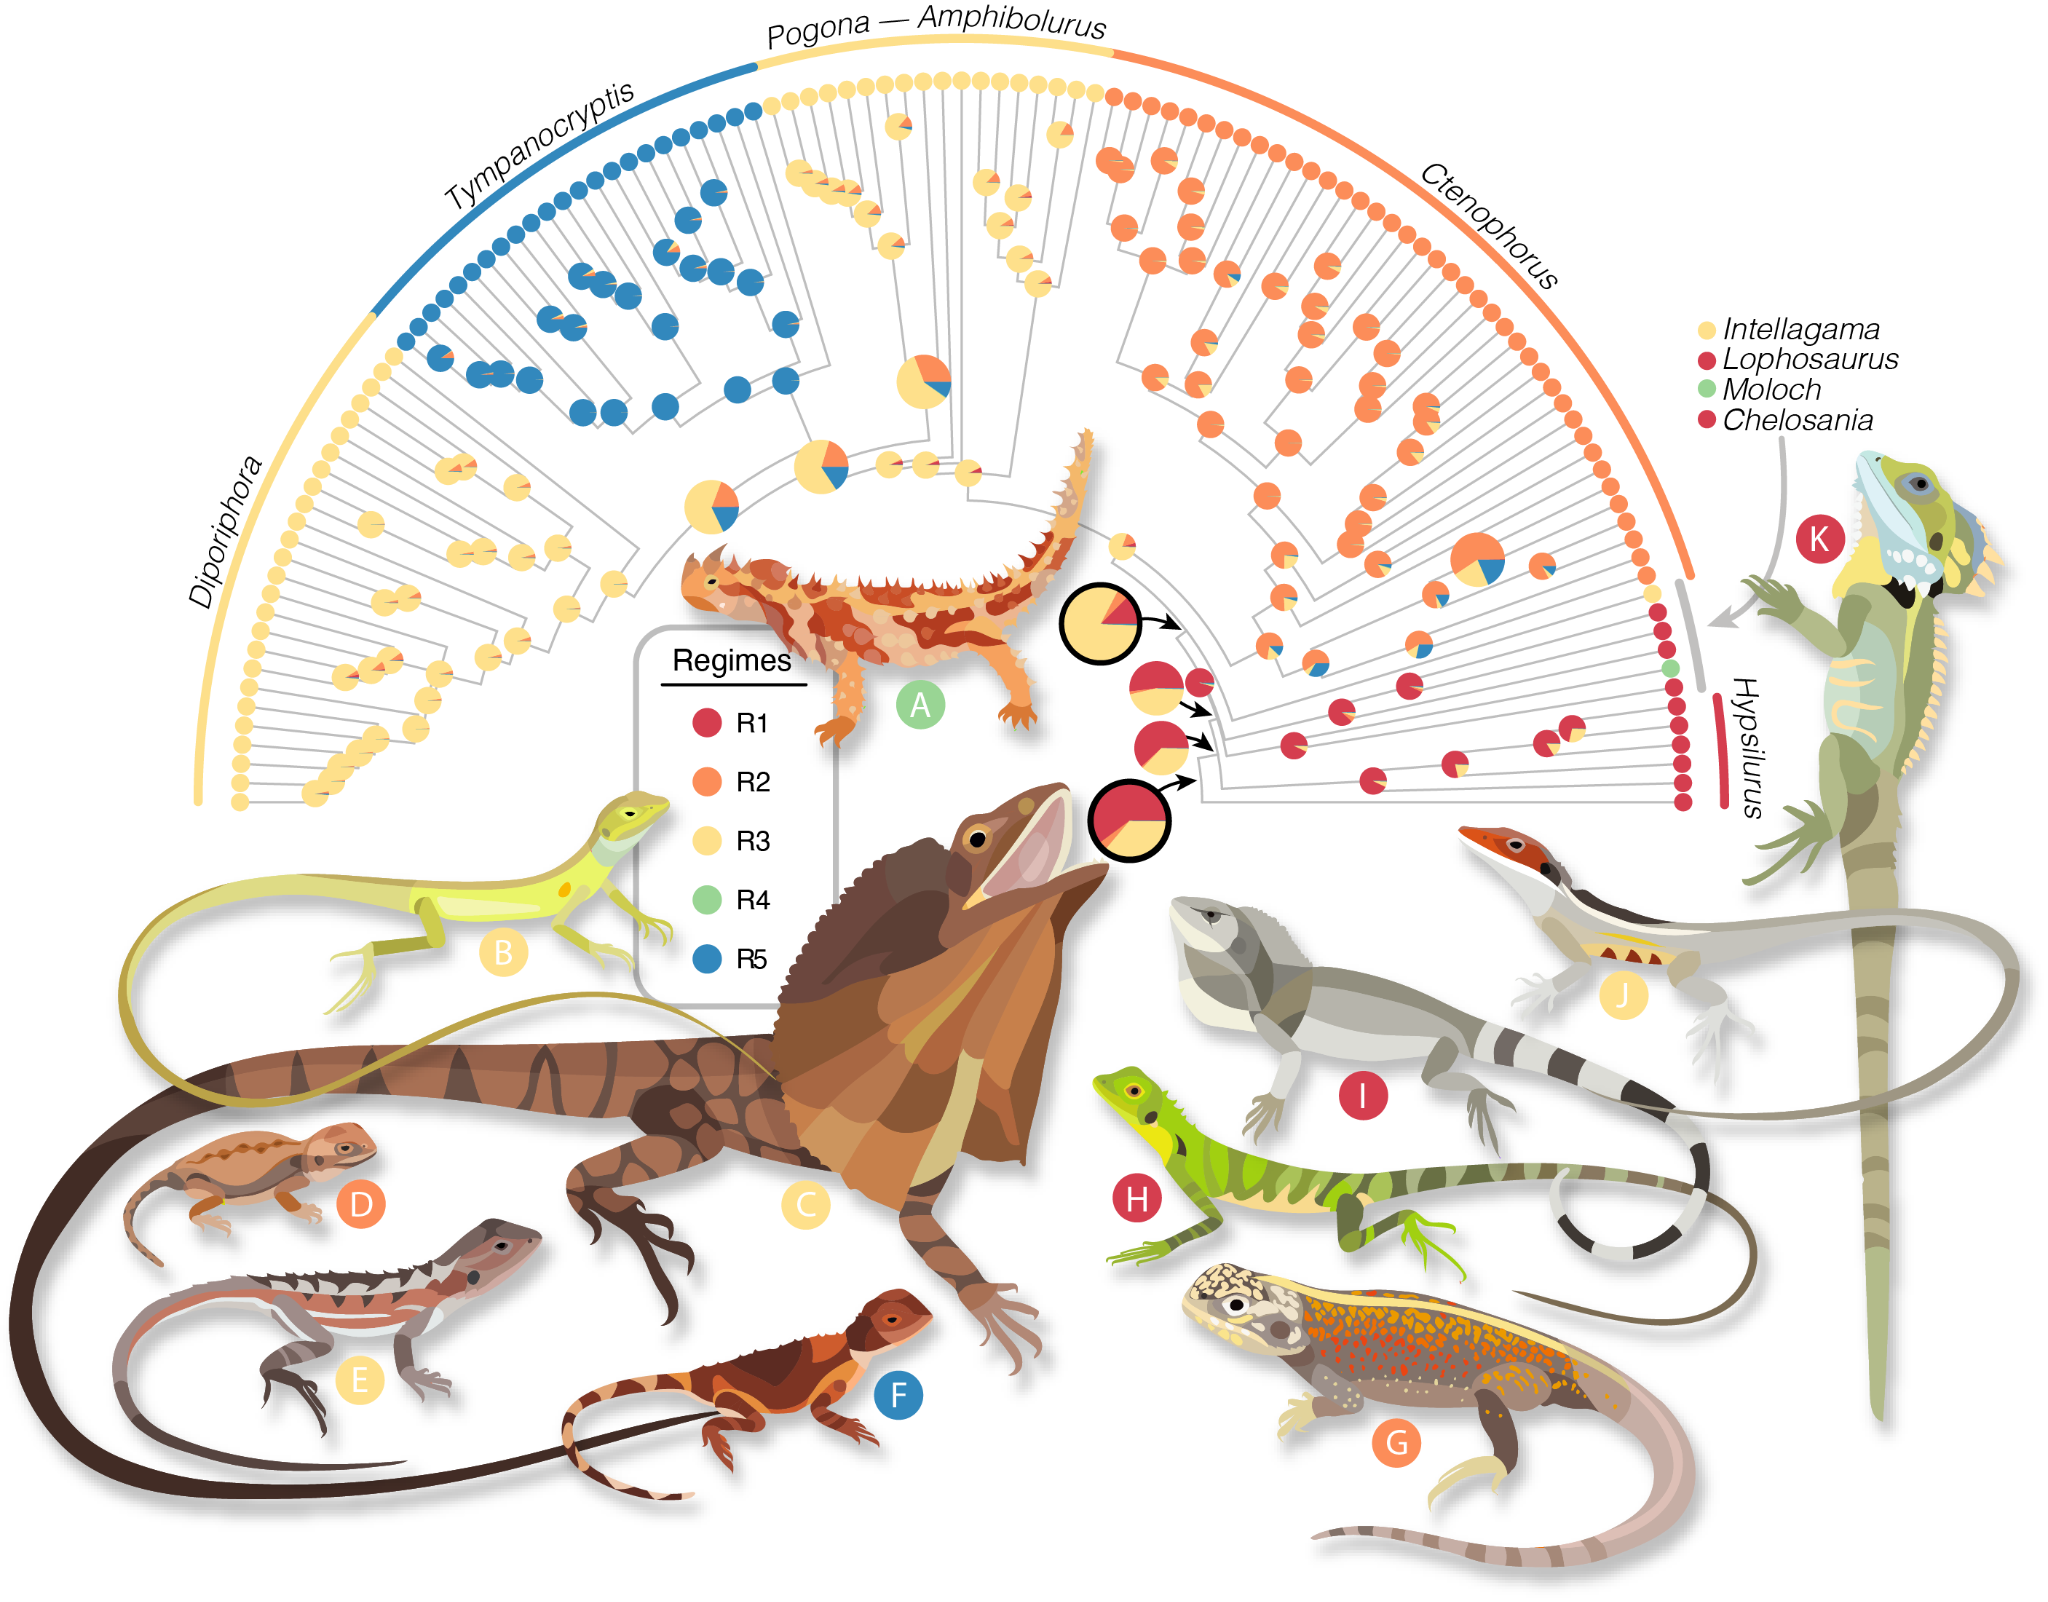 Pogona — Amphibolurus
Tympanocryptis
Ctenophorus
Diporiphora
Intellagama
Lophosaurus
Moloch
Chelosania
Hypsilurus
Regimes
R1
R2
R3
R4
R5
A
B
C
D
E
F
G
H
I
J
K